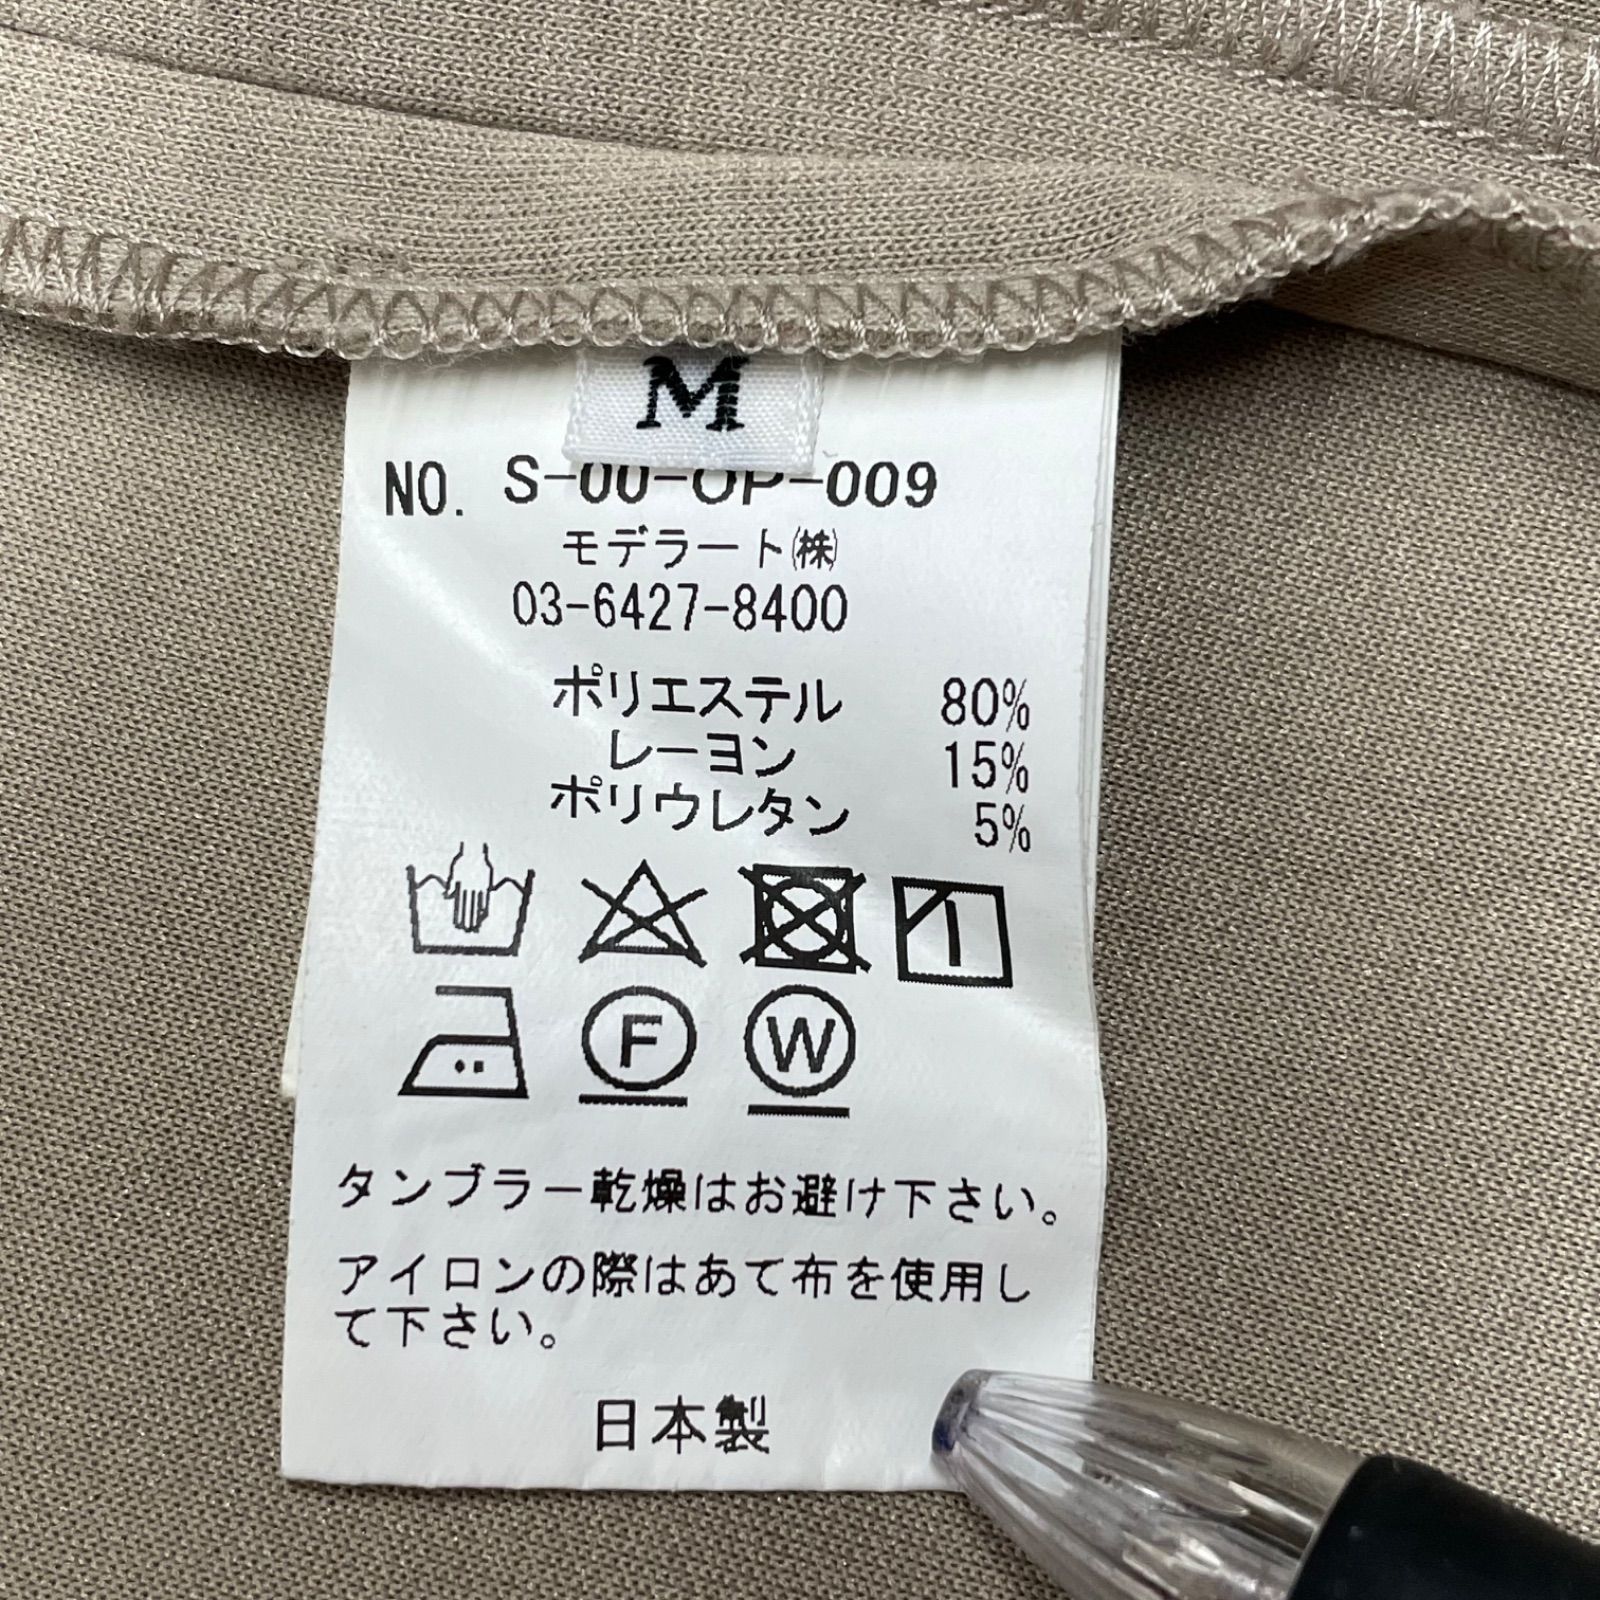 M
NO. S-00-OP-009
モデラート㈱
03-6427-8400
ポリエステル 80%
レーヨン 15%
ポリウレタン 5%
F W
タンブラー乾燥はお避け下さい。
アイロンの際はあて布を使用し
て下さい。
日本製